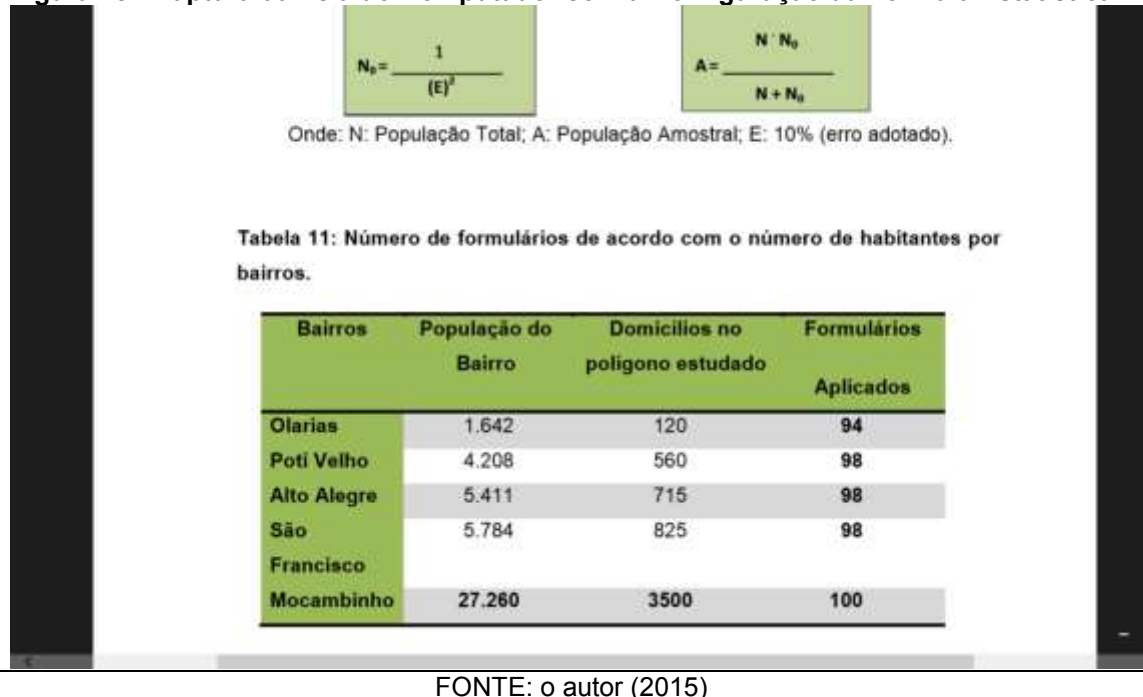 N₀ = 1
(E)²
A = N · N₀
N + N₀
Onde: N: População Total; A: População Amostral; E: 10% (erro adotado).
Tabela 11: Número de formulários de acordo com o número de habitantes por
bairros.
Bairros População do Domicilios no Formulários
Bairro poligono estudado
Aplicados
Olarias 1.642 120 94
Poti Velho 4.208 560 98
Alto Alegre 5.411 715 98
São 5.784 825 98
Francisco
Mocambinho 27.260 3500 100
FONTE: o autor (2015)